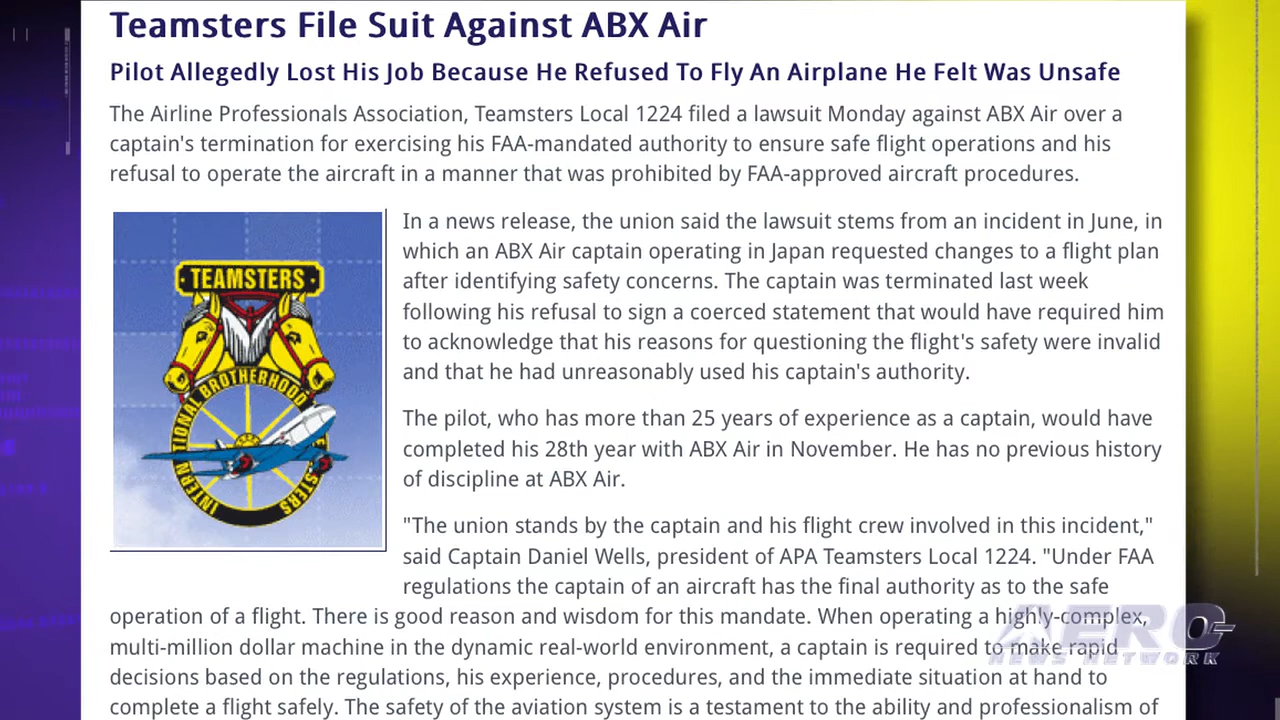 Teamsters File Suit Against ABX Air
Pilot Allegedly Lost His Job Because He Refused To Fly An Airplane He Felt Was Unsafe
The Airline Professionals Association, Teamsters Local 1224 filed a lawsuit Monday against ABX Air over a
captain's termination for exercising his FAA-mandated authority to ensure safe flight operations and his
refusal to operate the aircraft in a manner that was prohibited by FAA-approved aircraft procedures.
In a news release, the union said the lawsuit stems from an incident in June, in
which an ABX Air captain operating in Japan requested changes to a flight plan
after identifying safety concerns. The captain was terminated last week
following his refusal to sign a coerced statement that would have required him
to acknowledge that his reasons for questioning the flight's safety were invalid
and that he had unreasonably used his captain's authority.
TEAMSTERS
INTERNATIONAL BROTHERHOOD
The pilot, who has more than 25 years of experience as a captain, would have
completed his 28th year with ABX Air in November. He has no previous history
of discipline at ABX Air.
"The union stands by the captain and his flight crew involved in this incident,"
said Captain Daniel Wells, president of APA Teamsters Local 1224. "Under FAA
regulations the captain of an aircraft has the final authority as to the safe
operation of a flight. There is good reason and wisdom for this mandate. When operating a highly-complex,
multi-million dollar machine in the dynamic real-world environment, a captain is required to make rapid
decisions based on the regulations, his experience, procedures, and the immediate situation at hand to
complete a flight safely. The safety of the aviation system is a testament to the ability and professionalism of
AERO
NEWS NETWORK